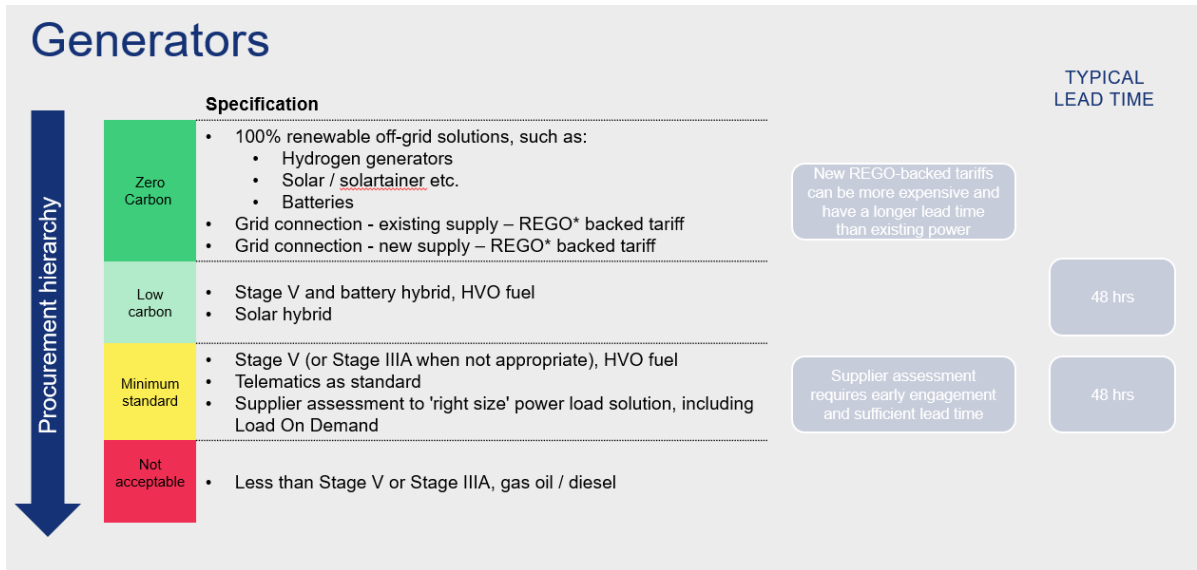 Generators
TYPICAL
LEAD TIME
Procurement hierarchy
Specification
Zero
Carbon
• 100% renewable off-grid solutions, such as:
• Hydrogen generators
• Solar / solartainer etc.
• Batteries
• Grid connection - existing supply – REGO* backed tariff
• Grid connection - new supply – REGO* backed tariff
New REGO-backed tariffs
can be more expensive and
have a longer lead time
than existing power
Low
carbon
• Stage V and battery hybrid, HVO fuel
• Solar hybrid
48 hrs
Minimum
standard
• Stage V (or Stage IIIA when not appropriate), HVO fuel
• Telematics as standard
• Supplier assessment to 'right size' power load solution, including
Load On Demand
Supplier assessment
requires early engagement
and sufficient lead time
48 hrs
Not
acceptable
• Less than Stage V or Stage IIIA, gas oil / diesel